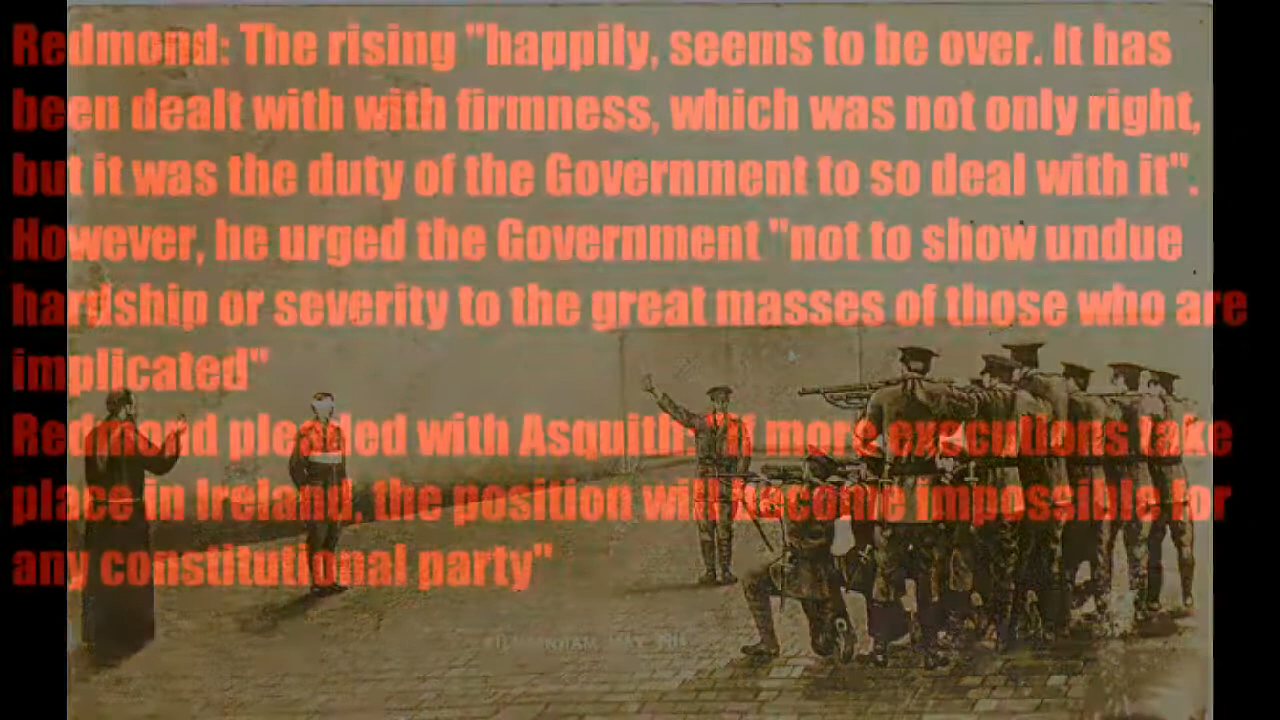 Redmond: The rising "happily, seems to be over. It has
been dealt with with firmness, which was not only right,
but it was the duty of the Government to so deal with it".
However, he urged the Government "not to show undue
hardship or severity to the great masses of those who are
implicated"
Redmond pleaded with Asquith: "If more executions take
place in Ireland, the position will become impossible for
any constitutional party"
KILMAINHAM, MAY 1916